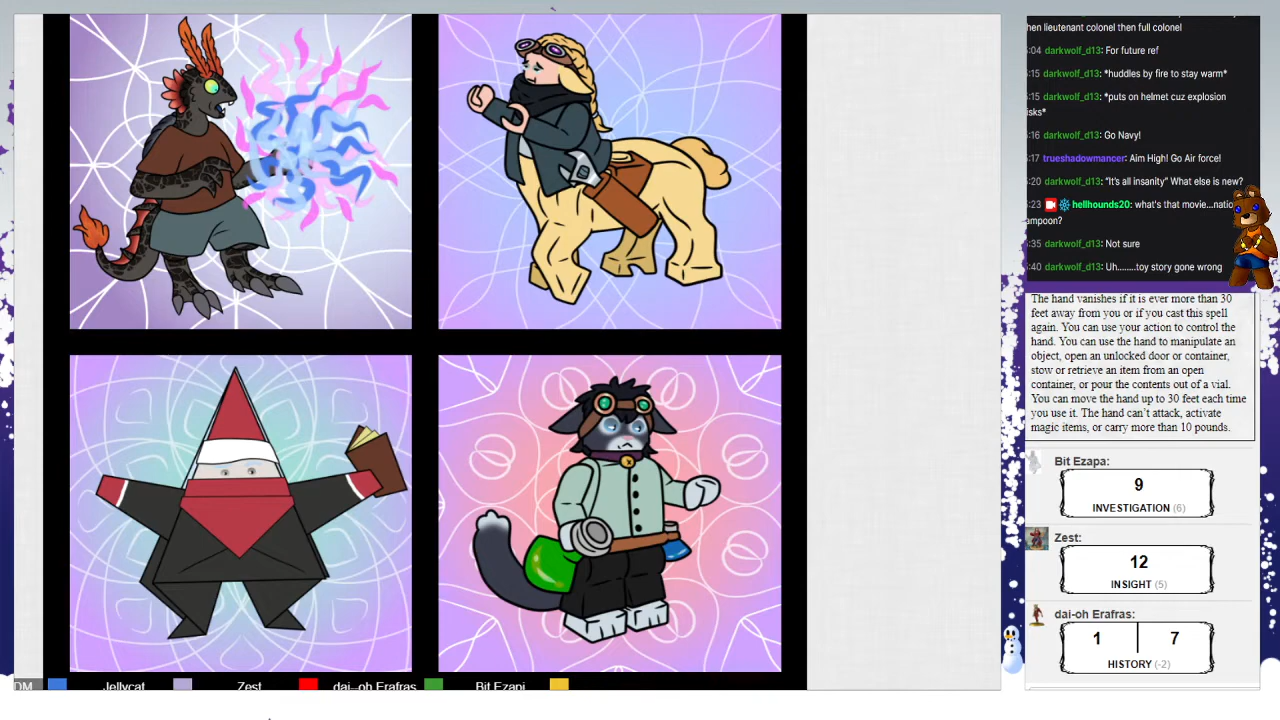 hen lieutenant colonel then full colonel
:04 darkwolf_d13: For future ref
:15 darkwolf_d13: *huddles by fire to stay warm*
:15 darkwolf_d13: *puts on helmet cuz explosion
isks*
:16 darkwolf_d13: Go Navy!
:17 trueshadowmancer: Aim High! Go Air force!
:20 darkwolf_d13: "It's all insanity" What else is new?
:23 hellhounds20: what's that movie...natio
ampoon?
:35 darkwolf_d13: Not sure
:40 darkwolf_d13: Uh........toy story gone wrong
The hand vanishes if it is ever more than 30
feet away from you or if you cast this spell
again. You can use your action to control the
hand. You can use the hand to manipulate an
object, open an unlocked door or container,
stow or retrieve an item from an open
container, or pour the contents out of a vial.
You can move the hand up to 30 feet each time
you use it. The hand can't attack, activate
magic items, or carry more than 10 pounds.
Bit Ezapa:
9
INVESTIGATION (6)
Zest:
12
INSIGHT (5)
dai-oh Erafras:
1 7
HISTORY (-2)
DM Jellycat Zest dai--oh Erafras Bit Ezapi